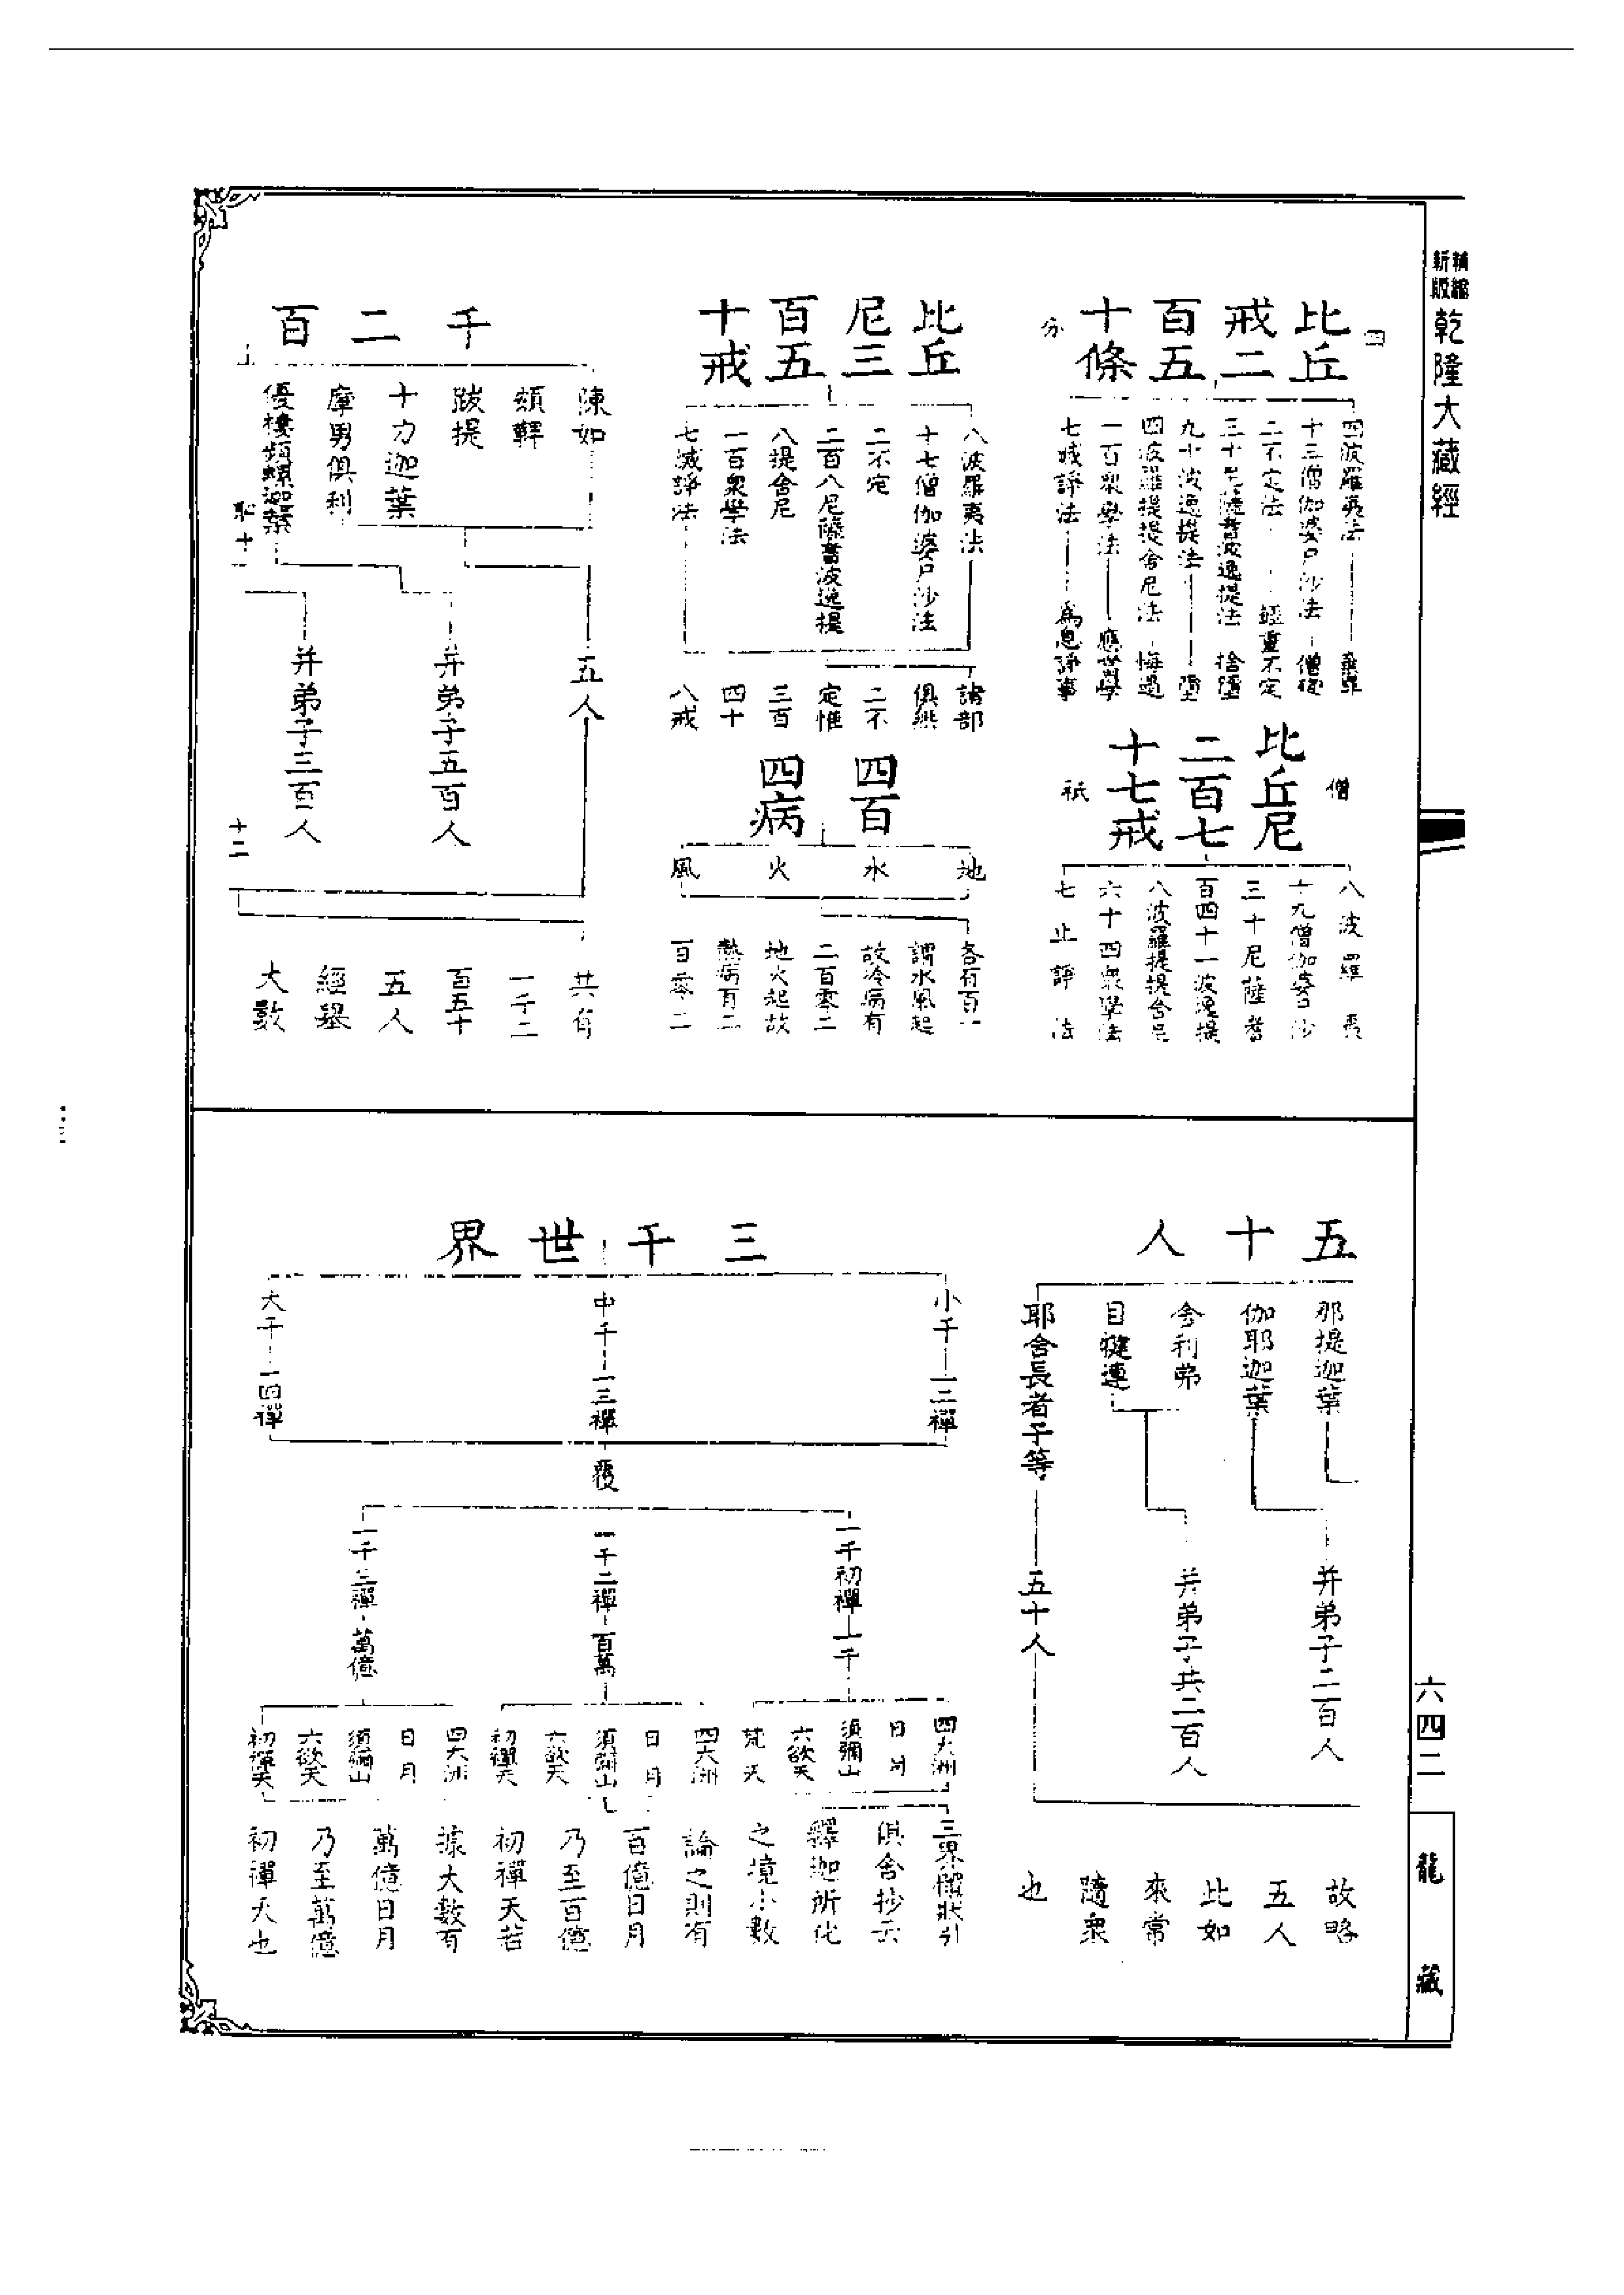 新版
精縮
乾隆大藏經
四
比丘
戒二
百五
十條
分
四波羅夷法
棄罪
十三僧伽婆尸沙法
僧殘
二不定法
輕重不定
三十尼薩耆波逸提法
捨墮
九十波逸提法
墮
四波羅提提舍尼法
悔過
一百衆學法
應當學
七滅諍法
爲息諍事
僧
比丘尼
二百七
十七戒
祇
八波羅夷
十九僧伽婆尸沙
三十尼薩耆
百四十一波逸提
八波羅提提舍尼
六十四衆學法
七止諍法
比丘
尼三
百五
十戒
八波羅夷法
十七僧伽婆尸沙法
二不定
二百八尼薩耆波逸提
八提舍尼
一百衆學法
七滅諍法
諸部
俱無
二不
定惟
三百
四十
八戒
四百
四病
地
水
火
風
各有百一
謂水風起
故冷病有
二百零二
地火起故
熱病有二
百零二
千二百
陳如
頞鞞
跋提
十力迦葉
摩男俱利
優樓頻螺迦葉
五人
并弟子五百人
并弟子三百人
十二
共有
一千二
百五十
五人
經舉
大數
五十人
那提迦葉
伽耶迦葉
舍利弗
目犍連
耶舍長者子等
并弟子二百人
并弟子共二百人
五十人
故略
五人
此如
來常
隨衆
也
三千世界
小千
二禪
中千
三禪
大千
四禪
覆
一千初禪
一千
一千二禪
百萬
一千三禪
萬億
四大洲
日月
須彌山
六欲天
梵天
四大洲
日月
須彌山
六欲天
初禪天
四大洲
日月
須彌山
六欲天
初禪天
三界儞狀引
俱舍抄云
釋迦所化
之境小數
論之則有
百億日月
乃至百億
初禪天若
據大數有
萬億日月
乃至萬億
初禪天也
六四二
龍藏